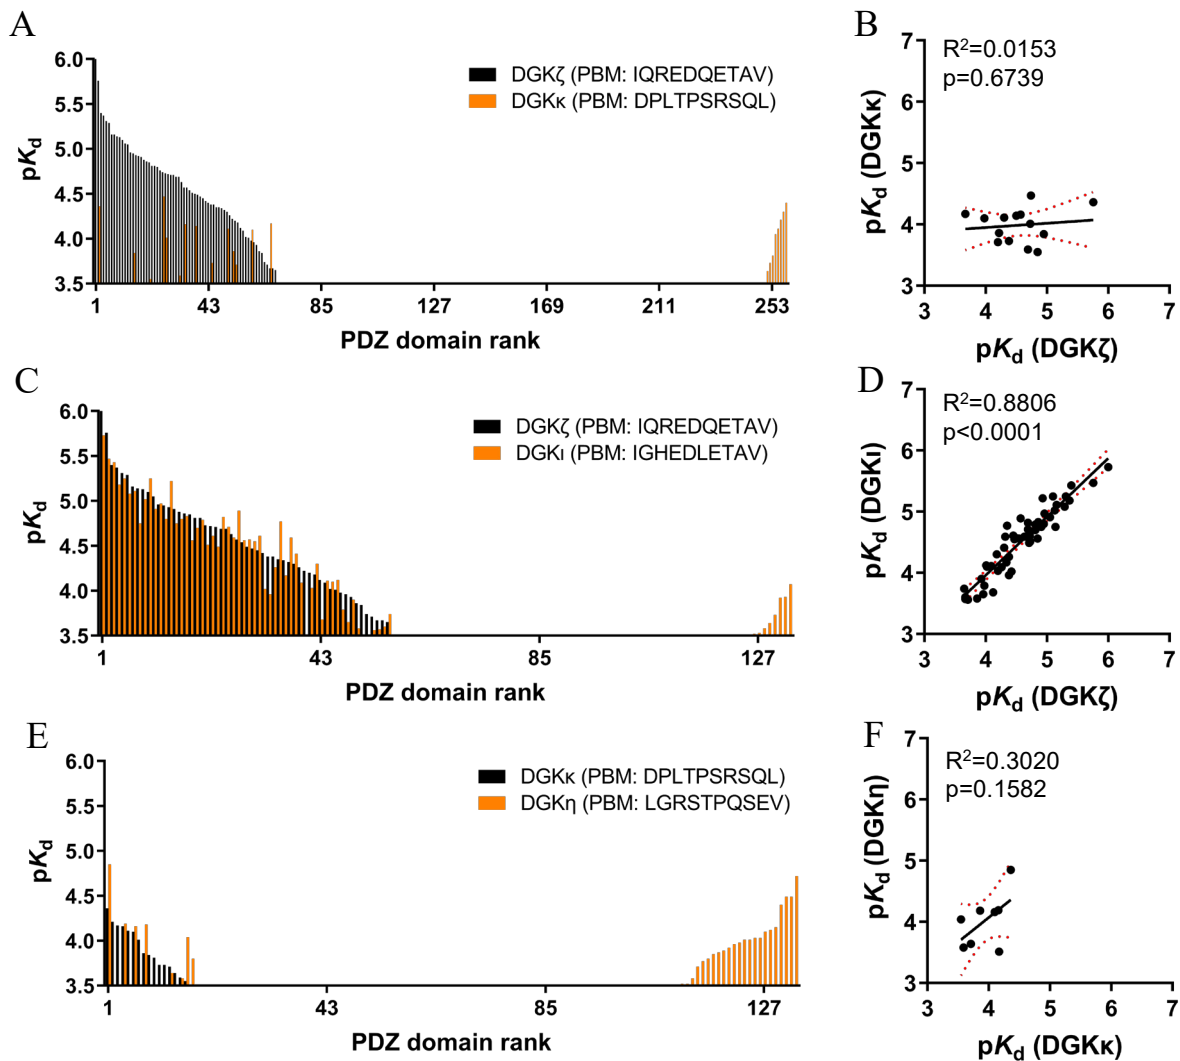 A
6.0
5.5
5.0
4.5
4.0
3.5
pKd
DGKζ (PBM: IQREDQETAV)
DGKκ (PBM: DPLTPSRSQL)
1 43 85 127 169 211 253
PDZ domain rank
B
R²=0.0153
p=0.6739
7
6
5
4
3
pKd (DGKκ)
3 4 5 6 7
pKd (DGKζ)
C
6.0
5.5
5.0
4.5
4.0
3.5
pKd
DGKζ (PBM: IQREDQETAV)
DGKι (PBM: IGHEDLETAV)
1 43 85 127
PDZ domain rank
D
R²=0.8806
p<0.0001
7
6
5
4
3
pKd (DGKι)
3 4 5 6 7
pKd (DGKζ)
E
6.0
5.5
5.0
4.5
4.0
3.5
pKd
DGKκ (PBM: DPLTPSRSQL)
DGKη (PBM: LGRSTPQSEV)
1 43 85 127
PDZ domain rank
F
R²=0.3020
p=0.1582
7
6
5
4
3
pKd (DGKη)
3 4 5 6 7
pKd (DGKκ)